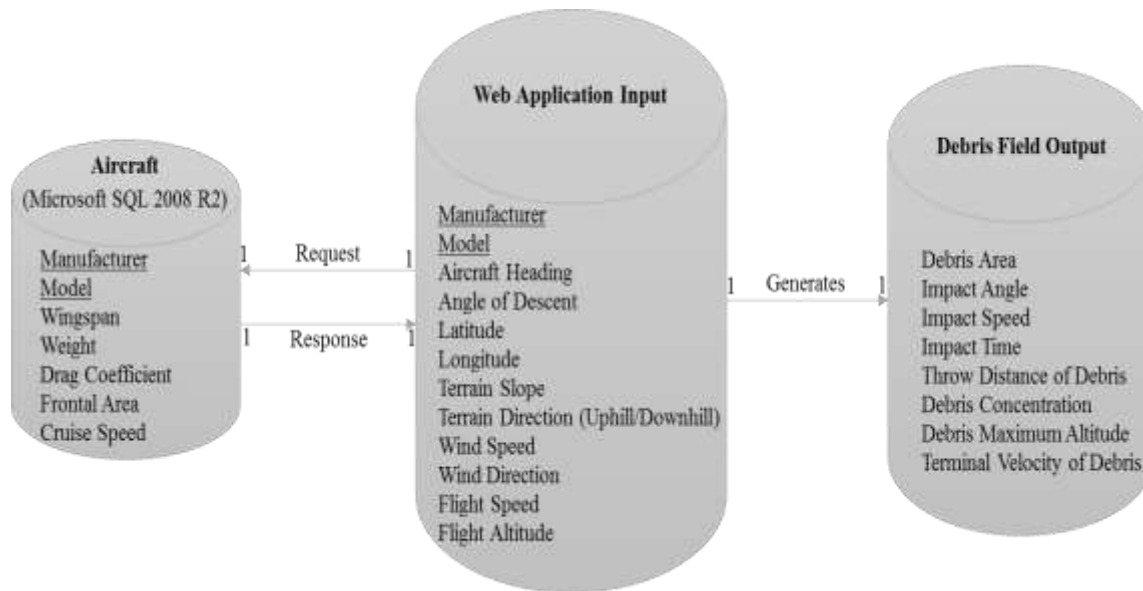 Aircraft
(Microsoft SQL 2008 R2)
Manufacturer
Model
Wingspan
Weight
Drag Coefficient
Frontal Area
Cruise Speed
1 Request 1
1 Response 1
Web Application Input
Manufacturer
Model
Aircraft Heading
Angle of Descent
Latitude
Longitude
Terrain Slope
Terrain Direction (Uphill/Downhill)
Wind Speed
Wind Direction
Flight Speed
Flight Altitude
1 Generates 1
Debris Field Output
Debris Area
Impact Angle
Impact Speed
Impact Time
Throw Distance of Debris
Debris Concentration
Debris Maximum Altitude
Terminal Velocity of Debris